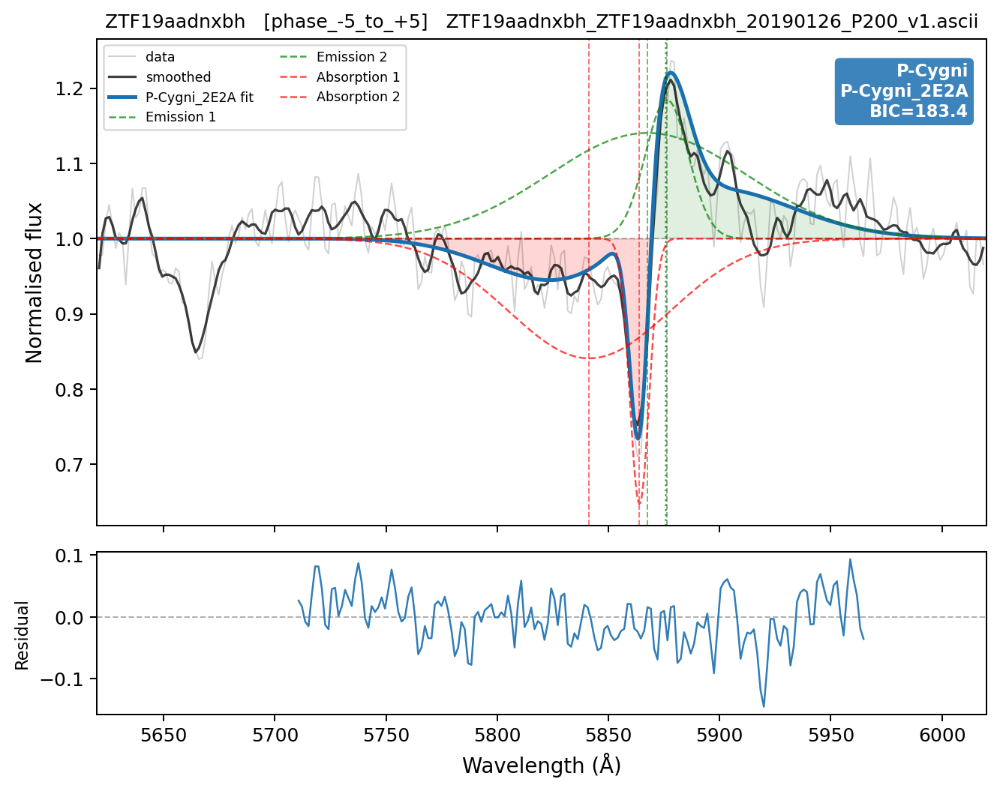 ZTF19aadnxbh   [phase_-5_to_+5]   ZTF19aadnxbh_ZTF19aadnxbh_20190126_P200_v1.ascii
data
smoothed
P-Cygni_2E2A fit
Emission 1
Emission 2
Absorption 1
Absorption 2
P-Cygni
P-Cygni_2E2A
BIC=183.4
Normalised flux
1.2
1.1
1.0
0.9
0.8
0.7
Residual
0.1
0.0
−0.1
5650
5700
5750
5800
5850
5900
5950
6000
Wavelength (Å)